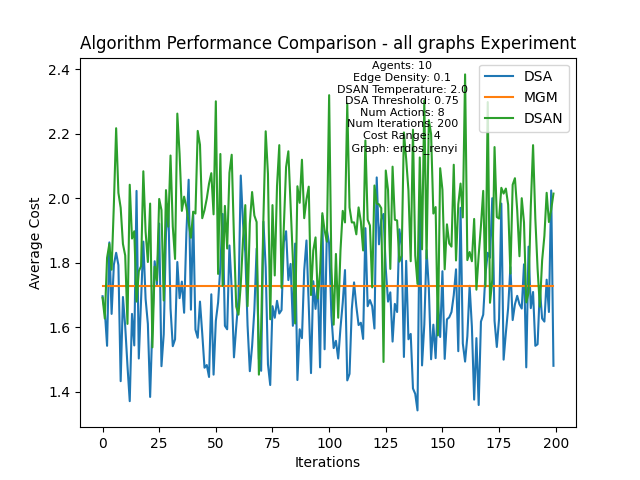 Algorithm Performance Comparison - all graphs Experiment
Agents: 10
Edge Density: 0.1
DSAN Temperature: 2.0
DSA Threshold: 0.75
Num Actions: 8
Num Iterations: 200
Cost Range: 4
Graph: erdos_renyi
DSA
MGM
DSAN
Average Cost
2.4
2.2
2.0
1.8
1.6
1.4
0
25
50
75
100
125
150
175
200
Iterations